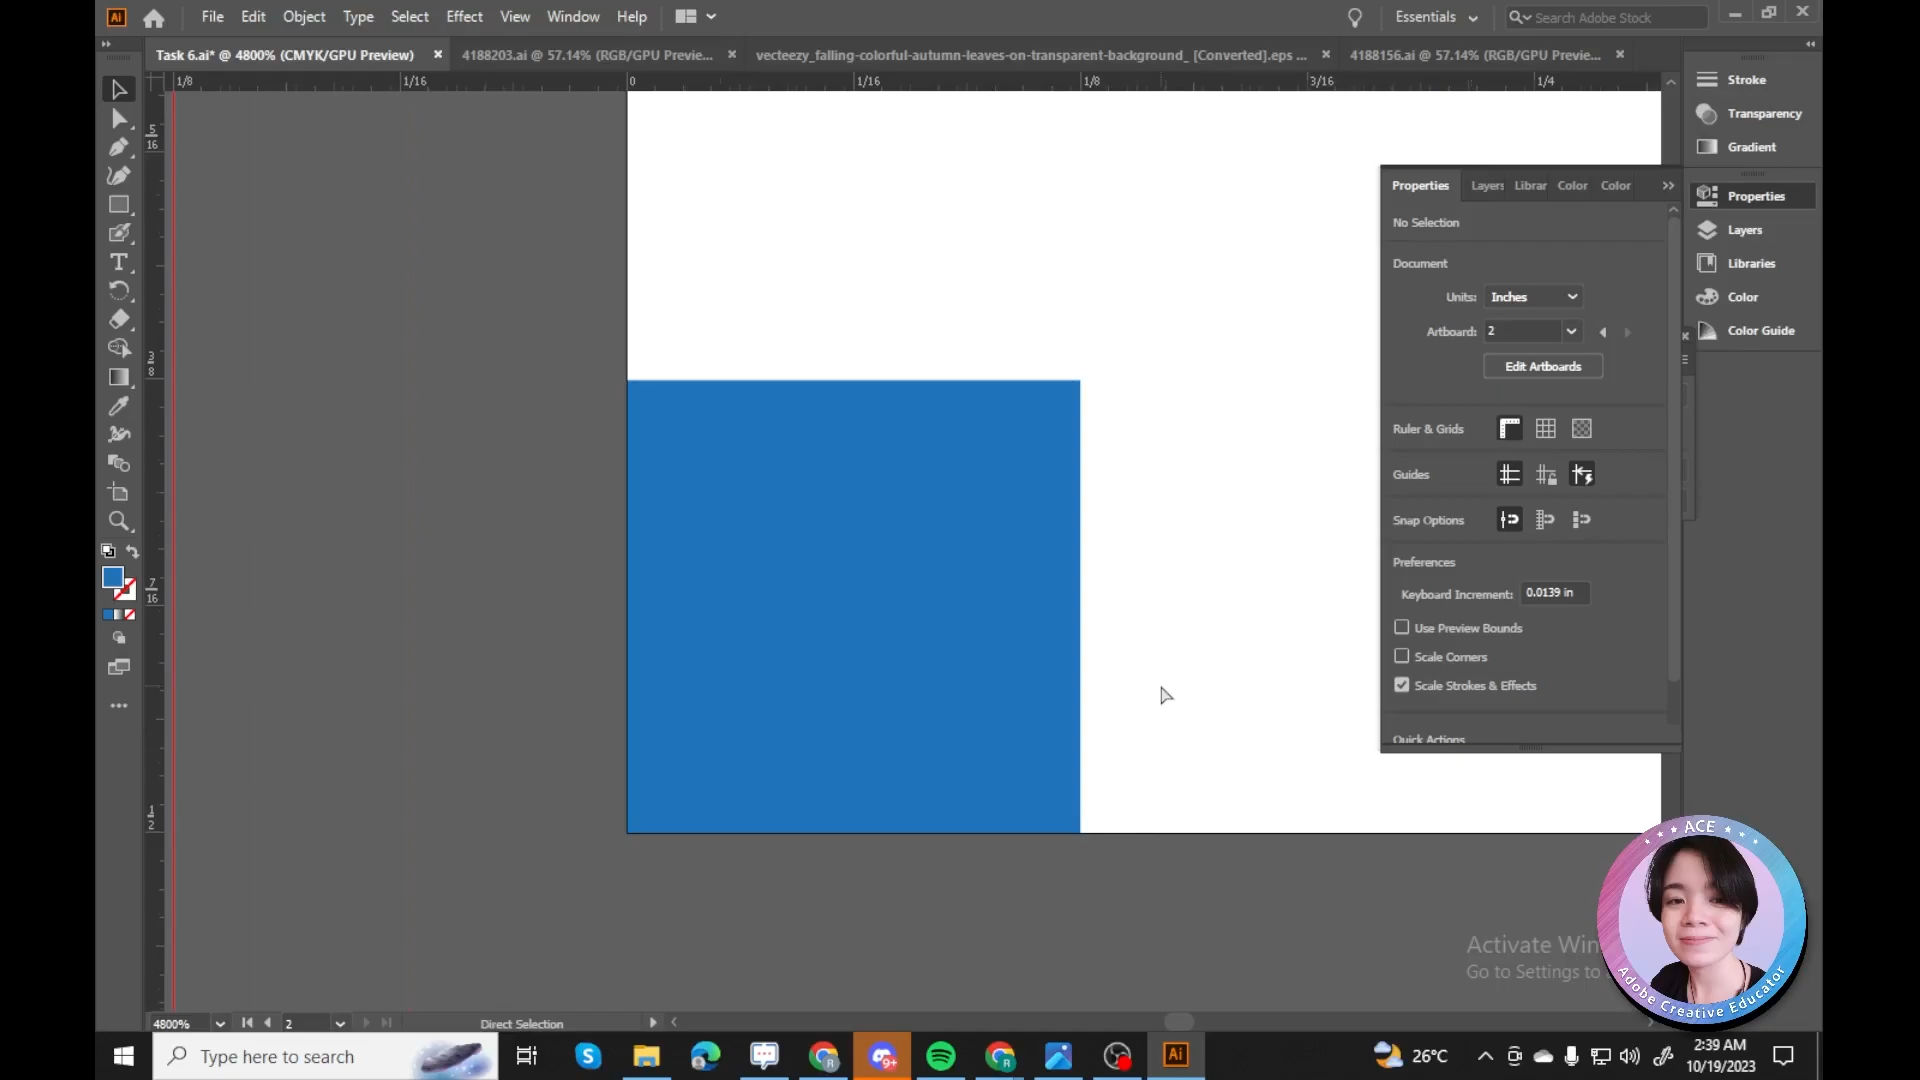 Ai File Edit Object Type Select Effect View Window Help Essentials Search Adobe Stock
Task 6.ai* @ 4800% (CMYK/GPU Preview) 4188203.ai @ 57.14% (RGB/GPU Previe... vecteezy_falling-colorful-autumn-leaves-on-transparent-background_ [Converted].eps ... 4188156.ai @ 57.14% (RGB/GPU Previe...
1/8 1/16 0 1/16 1/8 3/16 1/4
5
16
3
8
7
16
1
2
Stroke
Transparency
Gradient
Properties
Layers
Libraries
Color
Color Guide
Properties Layers Librar Color Color
No Selection
Document
Units: Inches
Artboard: 2
Edit Artboards
Ruler & Grids
Guides
Snap Options
Preferences
Keyboard Increment: 0.0139 in
Use Preview Bounds
Scale Corners
Scale Strokes & Effects
Quick Actions
ACE
Adobe Creative Educator
Activate Win
Go to Settings to
4800% 2 Direct Selection
Type here to search
9+
Ai
26°C
2:39 AM
10/19/2023